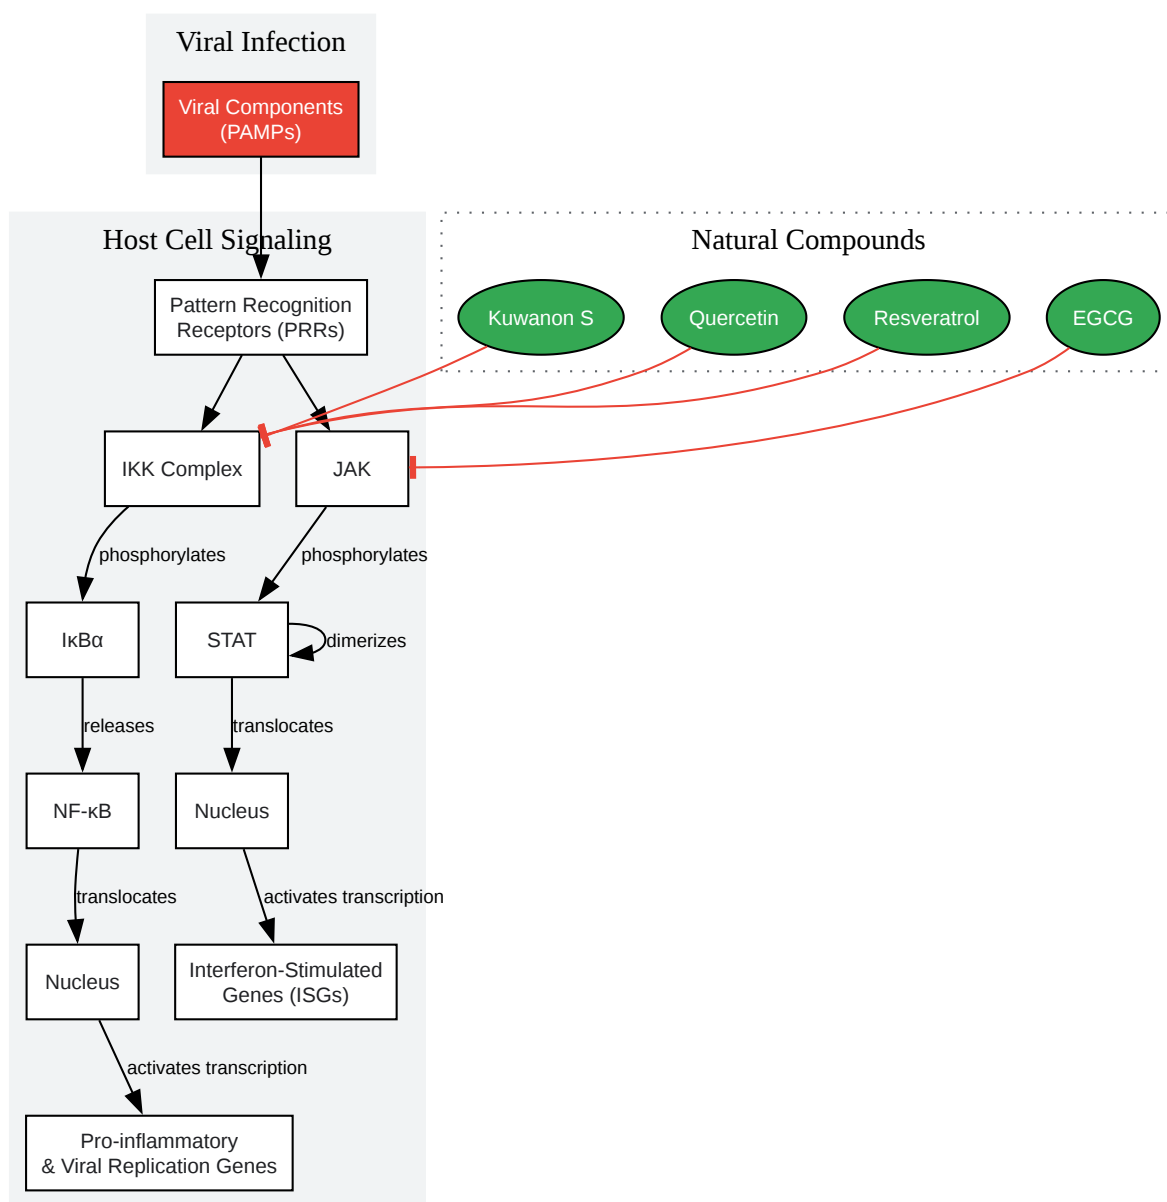 Viral Infection
Viral Components
(PAMPs)
Host Cell Signaling
Natural Compounds
Pattern Recognition
Receptors (PRRs)
Kuwanon S
Quercetin
Resveratrol
EGCG
IKK Complex
JAK
phosphorylates
phosphorylates
IκBα
STAT
dimerizes
releases
translocates
NF-κB
Nucleus
translocates
activates transcription
Nucleus
Interferon-Stimulated
Genes (ISGs)
activates transcription
Pro-inflammatory
& Viral Replication Genes